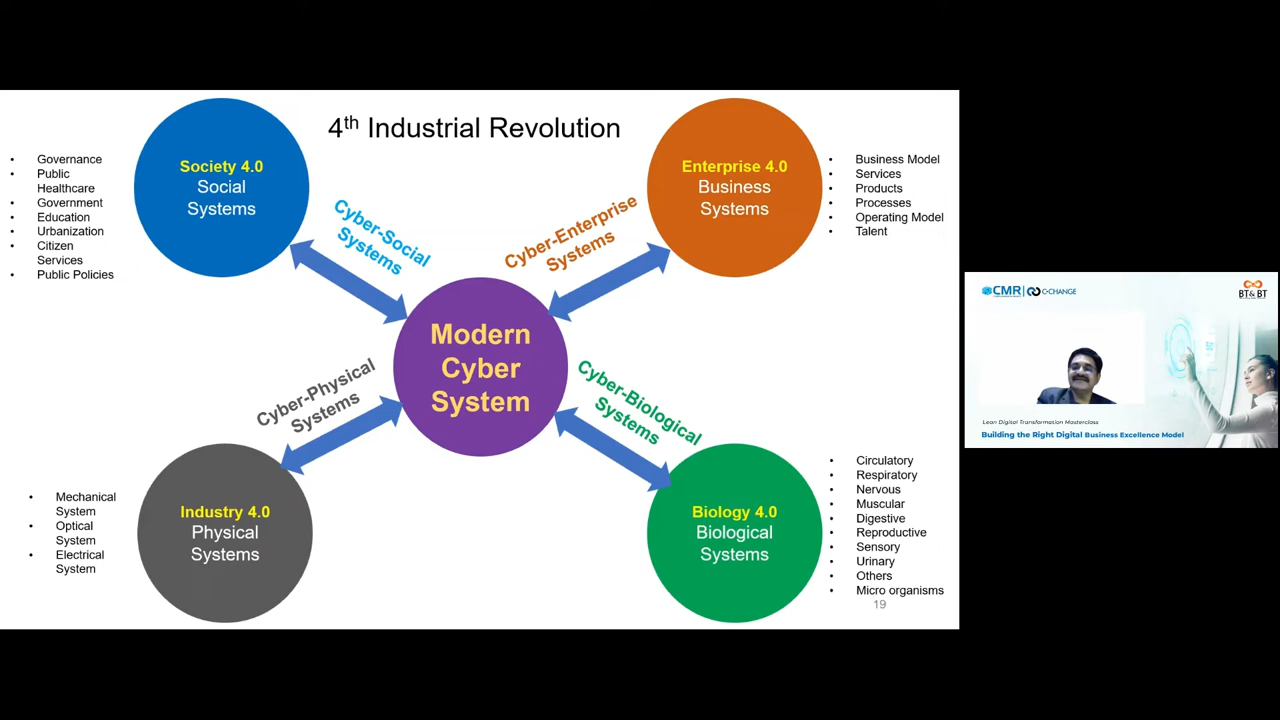 4th Industrial Revolution
Society 4.0
Social
Systems
• Governance
• Public
Healthcare
• Government
• Education
• Urbanization
• Citizen
Services
• Public Policies
Cyber-Social
Systems
Enterprise 4.0
Business
Systems
• Business Model
• Services
• Products
• Processes
• Operating Model
• Talent
Cyber-Enterprise
Systems
Modern
Cyber
System
Cyber-Physical
Systems
Industry 4.0
Physical
Systems
• Mechanical
System
• Optical
System
• Electrical
System
Cyber-Biological
Systems
Biology 4.0
Biological
Systems
• Circulatory
• Respiratory
• Nervous
• Muscular
• Digestive
• Reproductive
• Sensory
• Urinary
• Others
• Micro organisms
19
CMR
C-CHANGE
BT&BT
Lean Digital Transformation Masterclass
Building the Right Digital Business Excellence Model